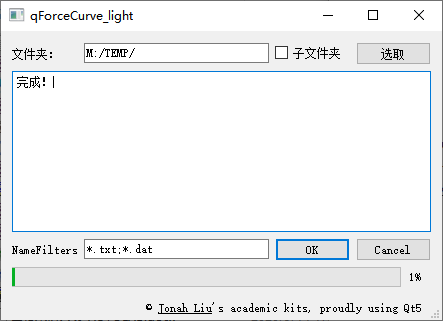 qForceCurve_light
文件夹： M:/TEMP/ 子文件夹 选取
完成！
NameFilters *.txt;*.dat OK Cancel
1%
© Jonah Liu's academic kits, proudly using Qt5